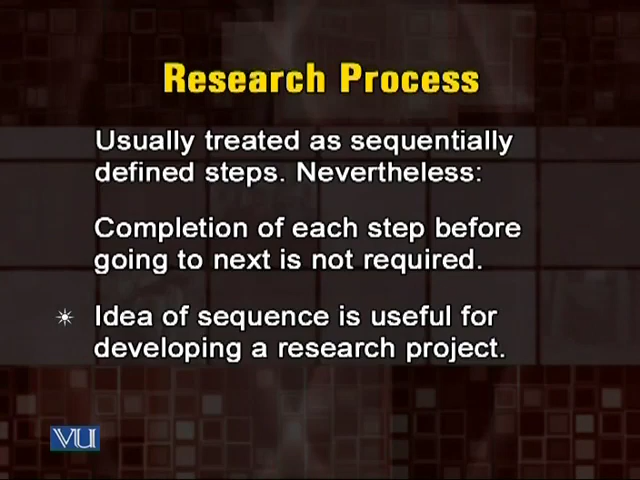 Research Process
Usually treated as sequentially
defined steps. Nevertheless:
Completion of each step before
going to next is not required.
Idea of sequence is useful for
developing a research project.
VU